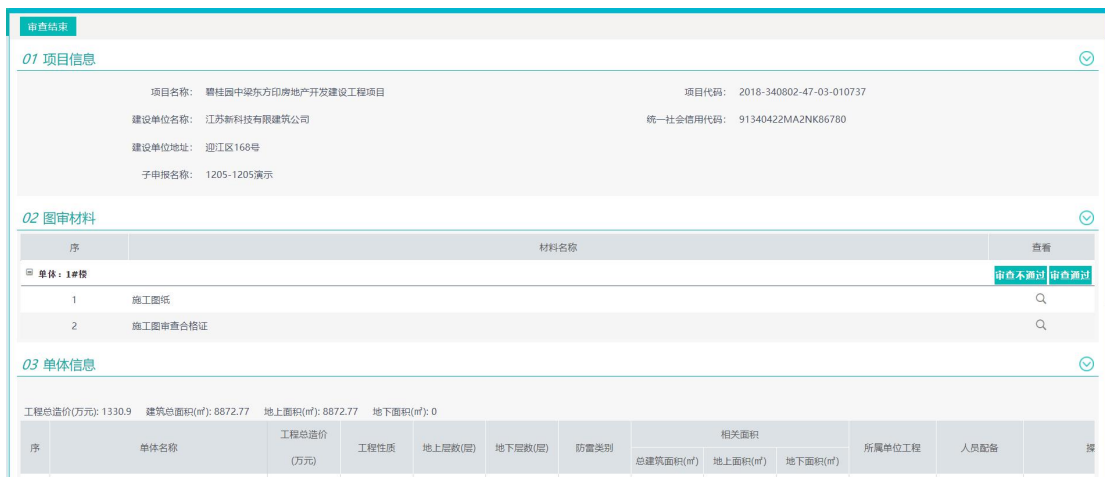 审查结束
01 项目信息
项目名称: 碧桂园中梁东方印房地产开发建设工程项目 项目代码: 2018-340802-47-03-010737
建设单位名称: 江苏新科技有限建筑公司 统一社会信用代码: 91340422MA2NK86780
建设单位地址: 迎江区168号
子申报名称: 1205-1205演示
02 图审材料
序 材料名称 查看
单体：1#楼 审查不通过 审查通过
1 施工图纸
2 施工图审查合格证
03 单体信息
工程总造价(万元): 1330.9 建筑总面积(㎡): 8872.77 地上面积(㎡): 8872.77 地下面积(㎡): 0
序 单体名称 工程总造价(万元) 工程性质 地上层数(层) 地下层数(层) 防雷类别 相关面积 所属单位工程 人员配备 操
总建筑面积(㎡) 地上面积(㎡) 地下面积(㎡)